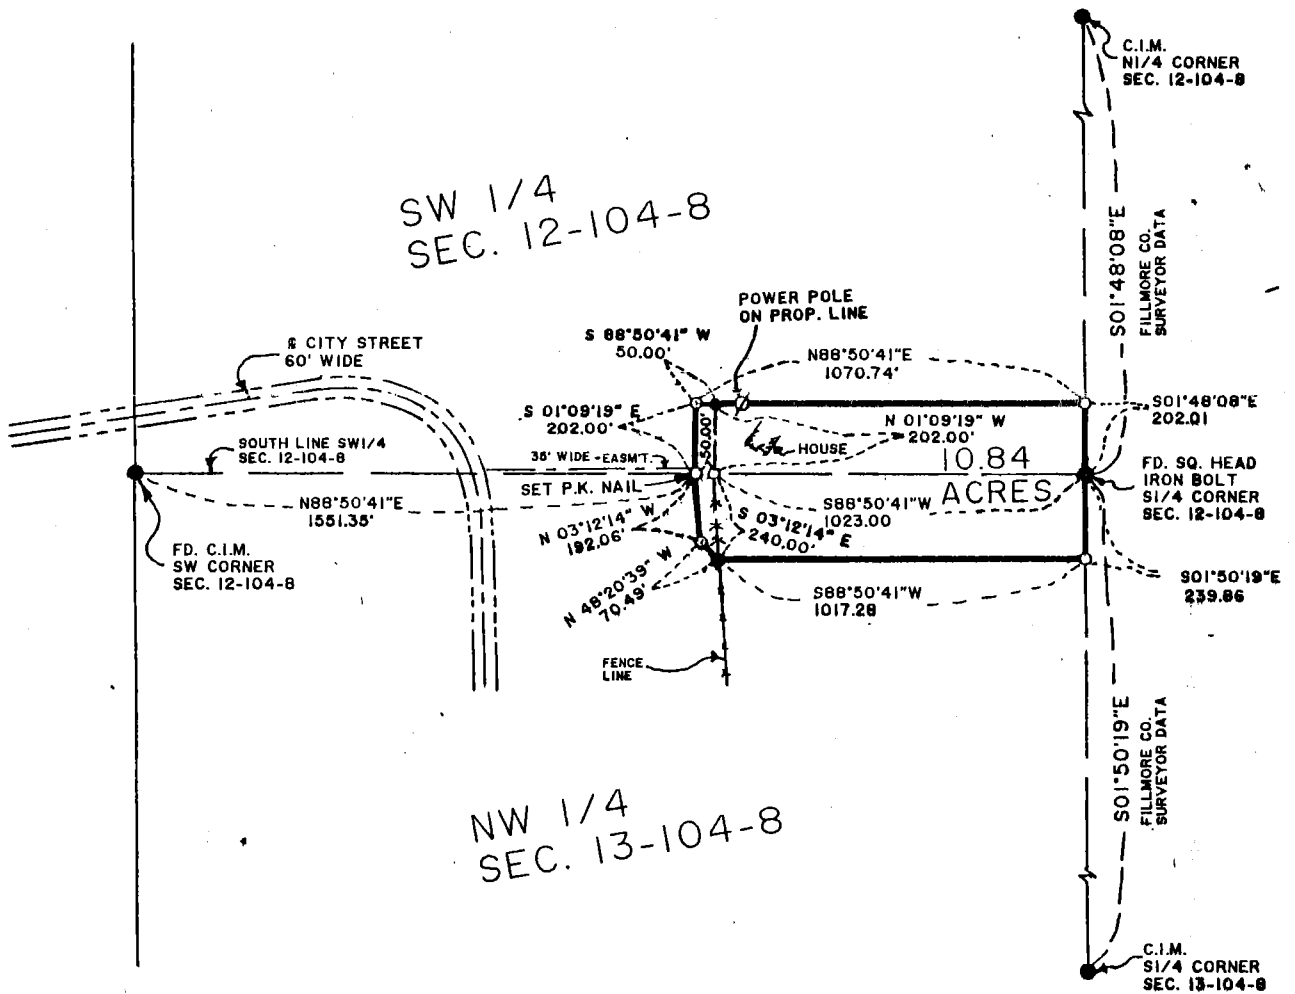 C.I.M.
N1/4 CORNER
SEC. 12-104-8
SW 1/4
SEC. 12-104-8
S01°48'08"E
FILLMORE CO.
SURVEYOR DATA
POWER POLE
ON PROP. LINE
℄ CITY STREET
60' WIDE
S 88°50'41" W
50.00'
N88°50'41"E
1070.74'
S 01°09'19" E
202.00'
S01°48'08"E
202.01
N 01°09'19" W
202.00'
50.00'
HOUSE
SOUTH LINE SW1/4
SEC. 12-104-8
WIDE - EASM'T.
10.84
ACRES
SET P.K. NAIL
FD. SQ. HEAD
IRON BOLT
S1/4 CORNER
SEC. 12-104-8
N88°50'41"E
1551.35'
S88°50'41"W
1023.00
N 03°12'14" W
192.06'
S 03°12'14" E
240.00'
FD. C.I.M.
SW CORNER
SEC. 12-104-8
N 48°20'39" W
70.49'
S88°50'41"W
1017.28
S01°50'19"E
239.86
FENCE
LINE
S01°50'19"E
FILLMORE CO.
SURVEYOR DATA
NW 1/4
SEC. 13-104-8
C.I.M.
S1/4 CORNER
SEC. 13-104-8